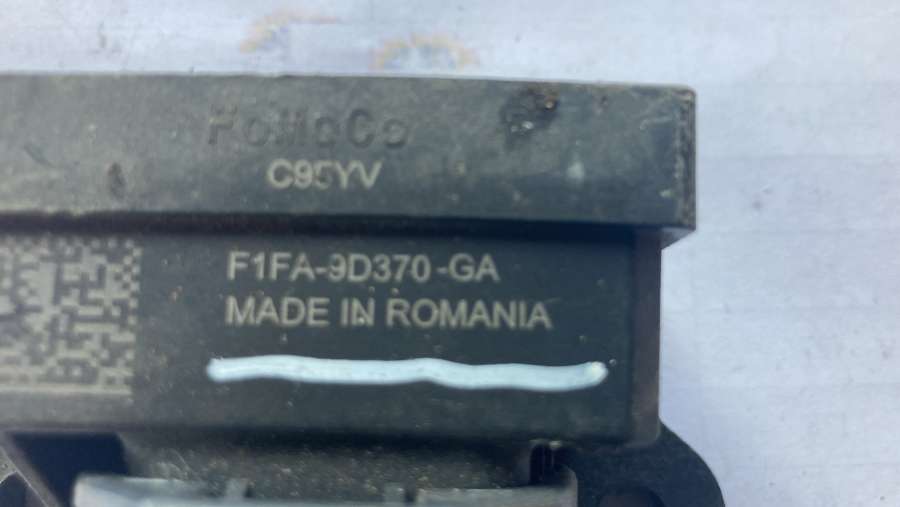 FoMoCo
C95YV
F1FA-9D370-GA
MADE IN ROMANIA